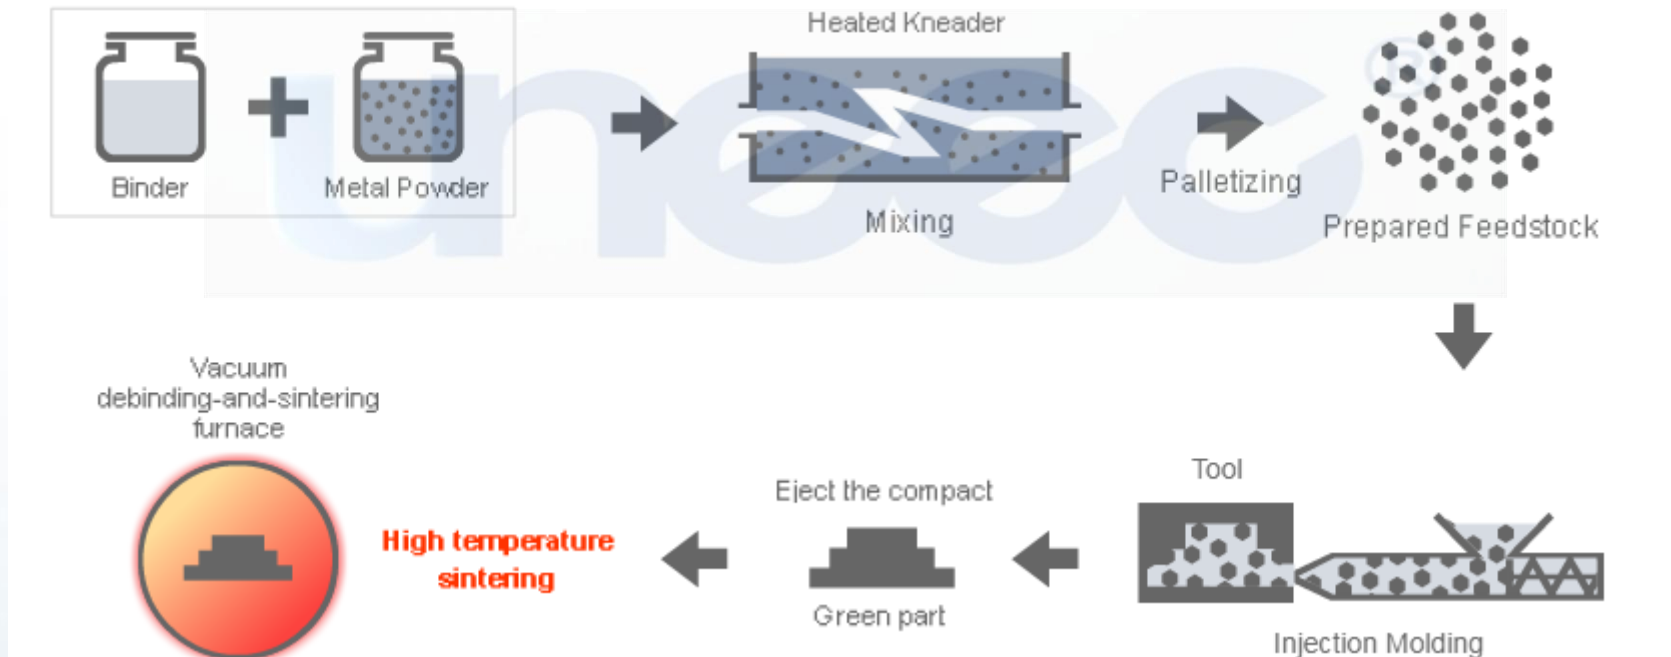 Heated Kneader
Binder
Metal Powder
Mixing
Palletizing
Prepared Feedstock
uneec®
Vacuum
debinding-and-sintering
furnace
High temperature
sintering
Eject the compact
Green part
Tool
Injection Molding